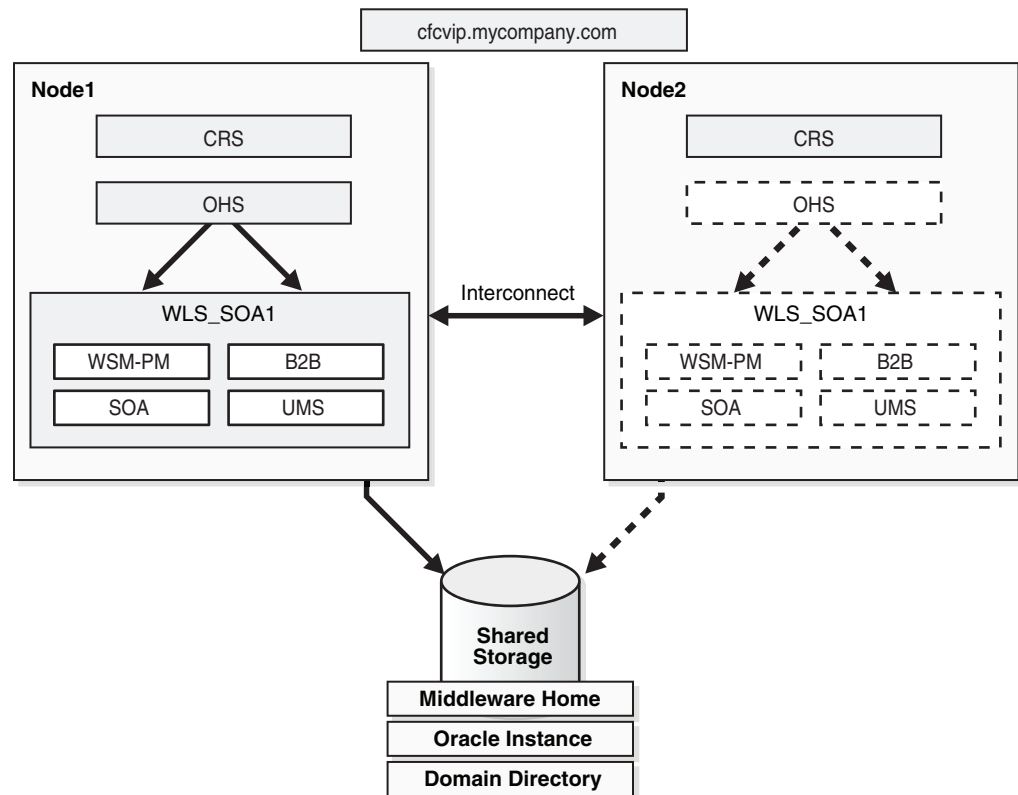 cfcvip.mycompany.com
Node1
CRS
OHS
WLS_SOA1
WSM-PM
B2B
SOA
UMS
Interconnect
Node2
CRS
OHS
WLS_SOA1
WSM-PM
B2B
SOA
UMS
Shared
Storage
Middleware Home
Oracle Instance
Domain Directory